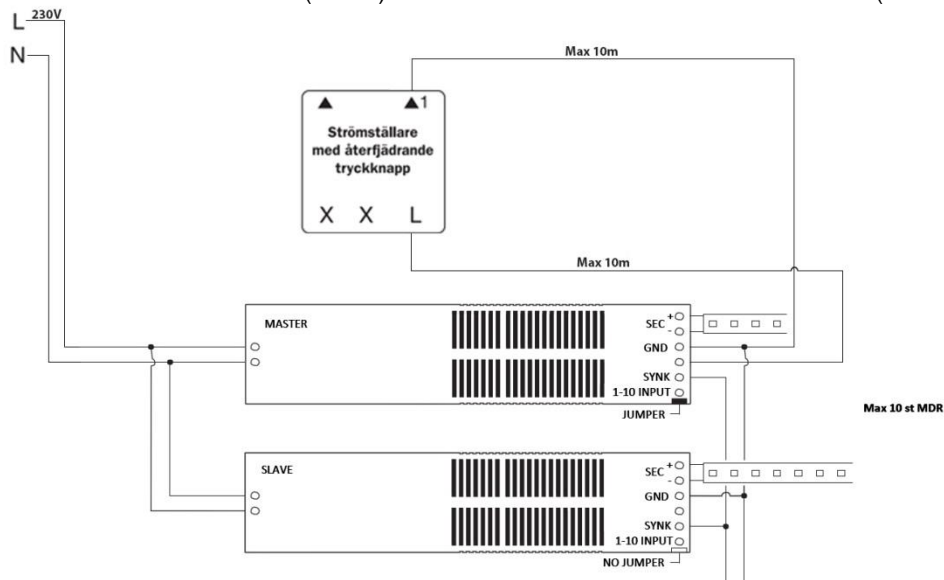 L 230V
N
Max 10m
▲ ▲1
Strömställare
med återfjädrande
tryckknapp
X X L
Max 10m
MASTER
SEC + -
GND
SYNK
1-10 INPUT
JUMPER
Max 10 st MDR
SLAVE
SEC + -
GND
SYNK
1-10 INPUT
NO JUMPER